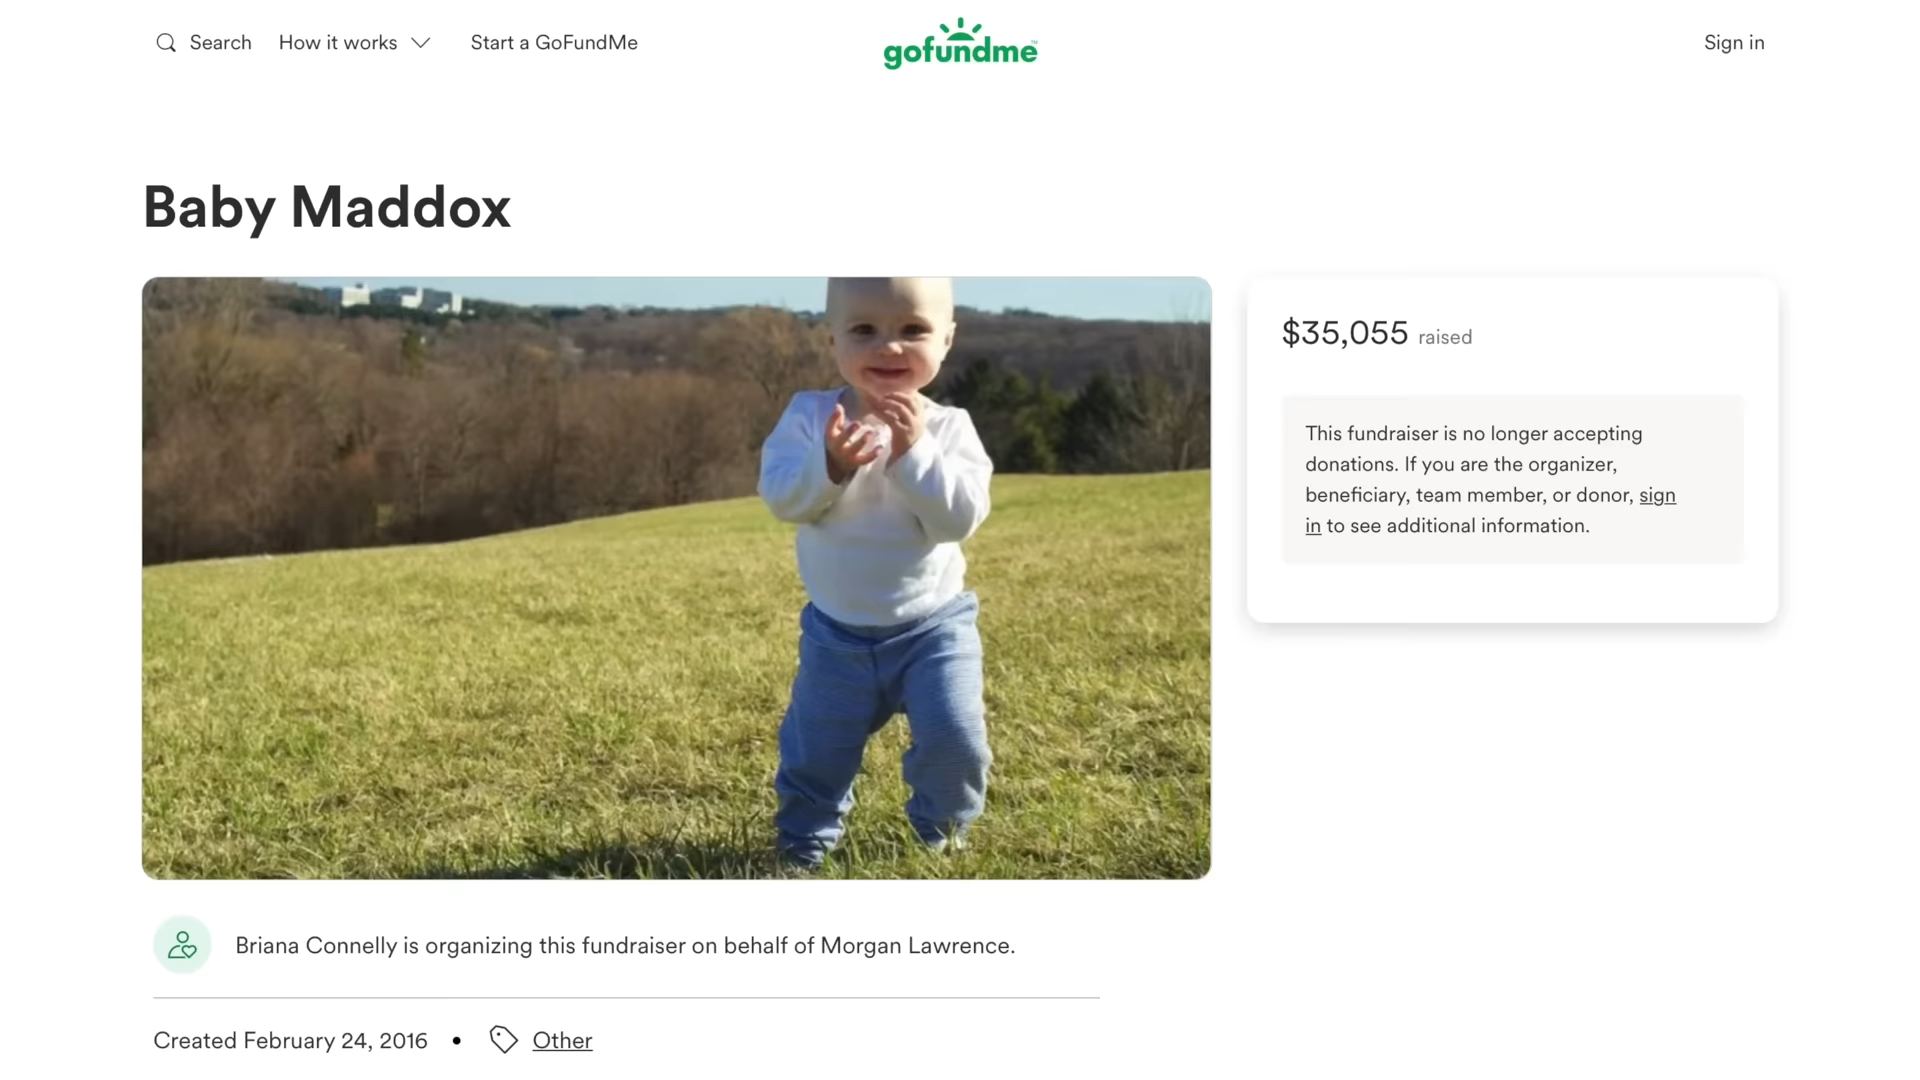 Search How it works Start a GoFundMe gofundme™ Sign in
Baby Maddox
$35,055 raised
This fundraiser is no longer accepting
donations. If you are the organizer,
beneficiary, team member, or donor, sign
in to see additional information.
Briana Connelly is organizing this fundraiser on behalf of Morgan Lawrence.
Created February 24, 2016 • Other